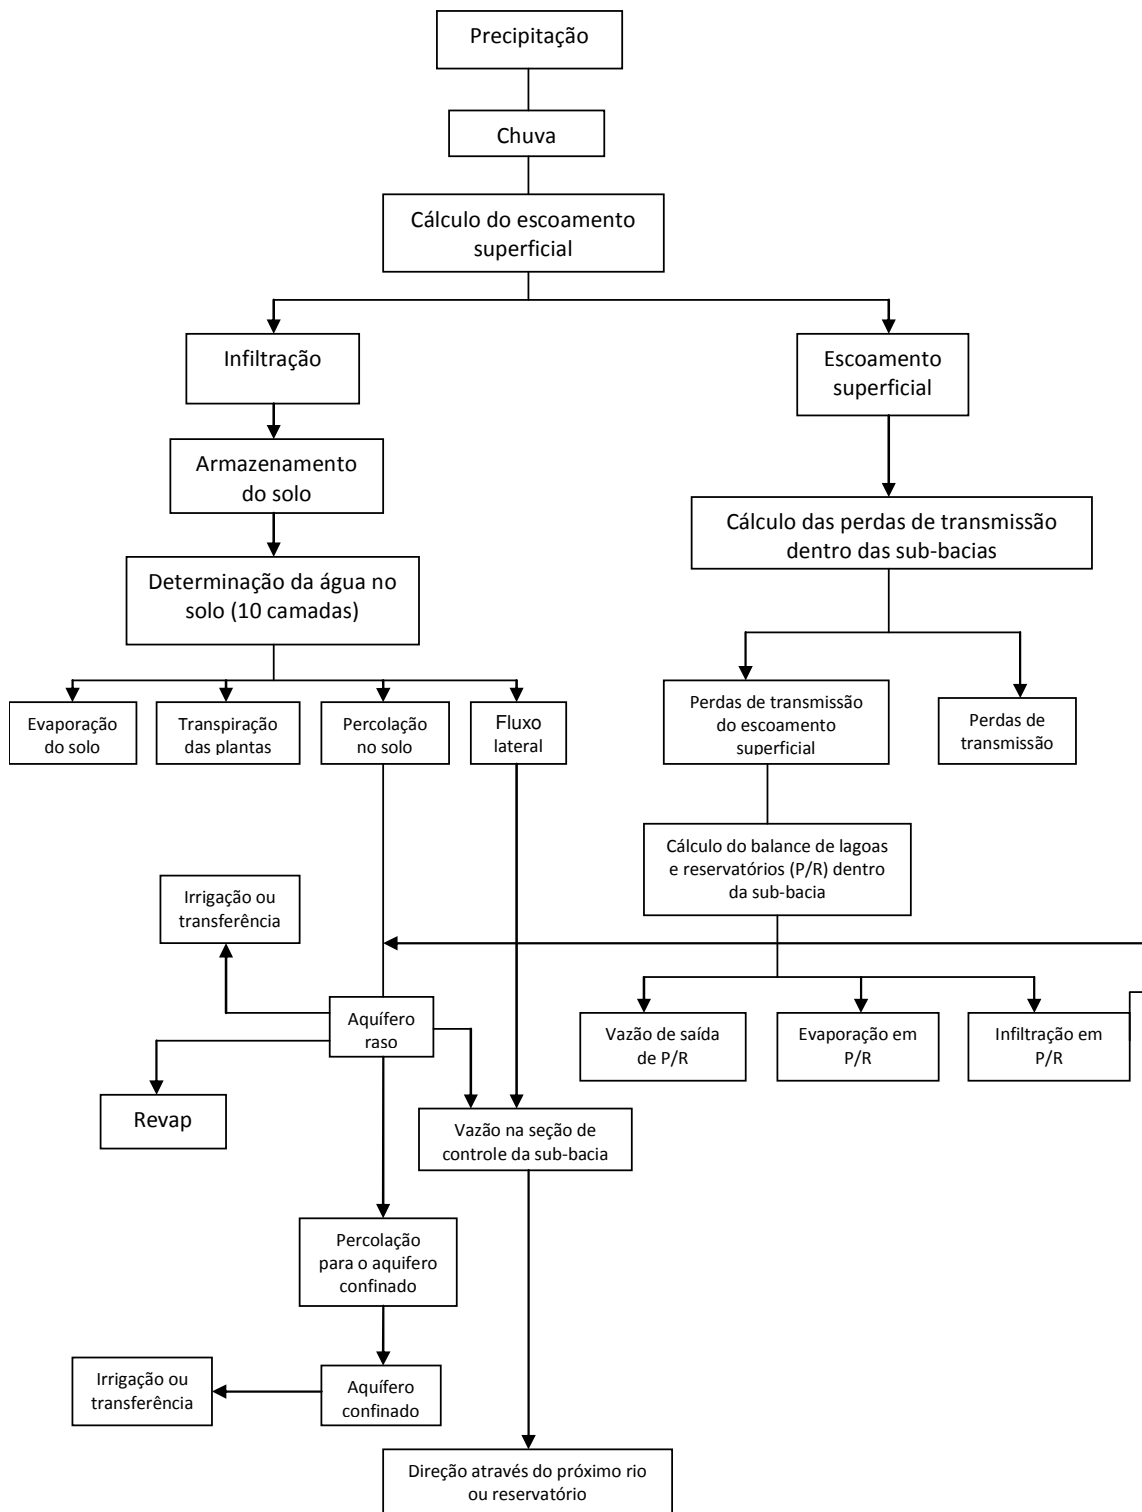 Precipitação
Chuva
Cálculo do escoamento
superficial
Infiltração
Escoamento
superficial
Armazenamento
do solo
Cálculo das perdas de transmissão
dentro das sub-bacias
Determinação da água no
solo (10 camadas)
Evaporação
do solo
Transpiração
das plantas
Percolação
no solo
Fluxo
lateral
Perdas de transmissão
do escoamento
superficial
Perdas de
transmissão
Cálculo do balance de lagoas
e reservatórios (P/R) dentro
da sub-bacia
Irrigação ou
transferência
Aquífero
raso
Vazão de saída
de P/R
Evaporação em
P/R
Infiltração em
P/R
Revap
Vazão na seção de
controle da sub-bacia
Percolação
para o aquifero
confinado
Irrigação ou
transferência
Aquífero
confinado
Direção através do próximo rio
ou reservatório